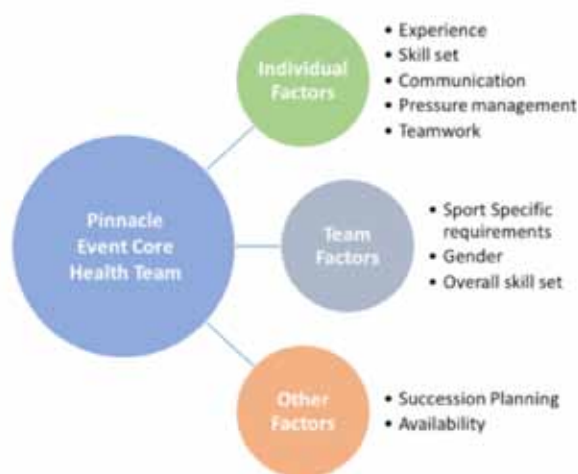 Pinnacle
Event Core
Health Team
Individual
Factors
• Experience
• Skill set
• Communication
• Pressure management
• Teamwork
Team
Factors
• Sport Specific
requirements
• Gender
• Overall skill set
Other
Factors
• Succession Planning
• Availability